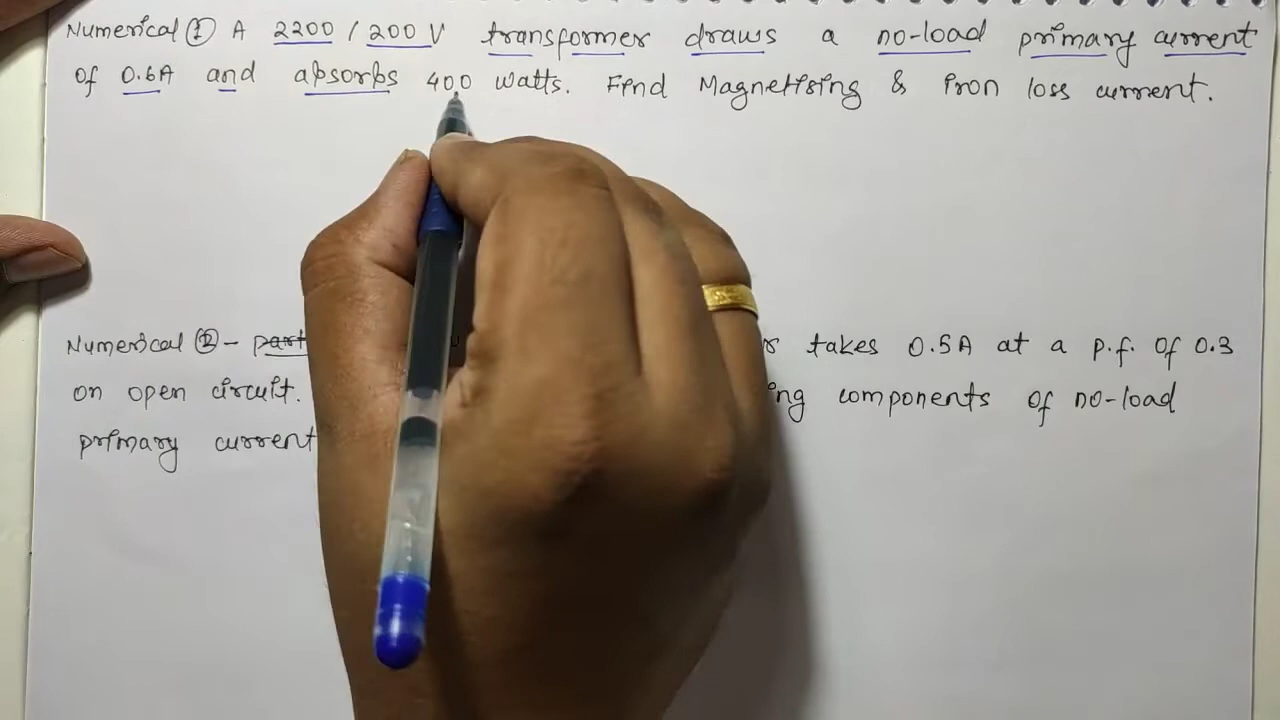 Numerical ① A 2200 / 200 V transformer draws a no-load primary current
of 0.6A and absorbs 400 watts. Find Magnetising & iron loss current.
Numerical ② - part takes 0.5A at a p.f. of 0.3
on open circuit. components of no-load
primary current